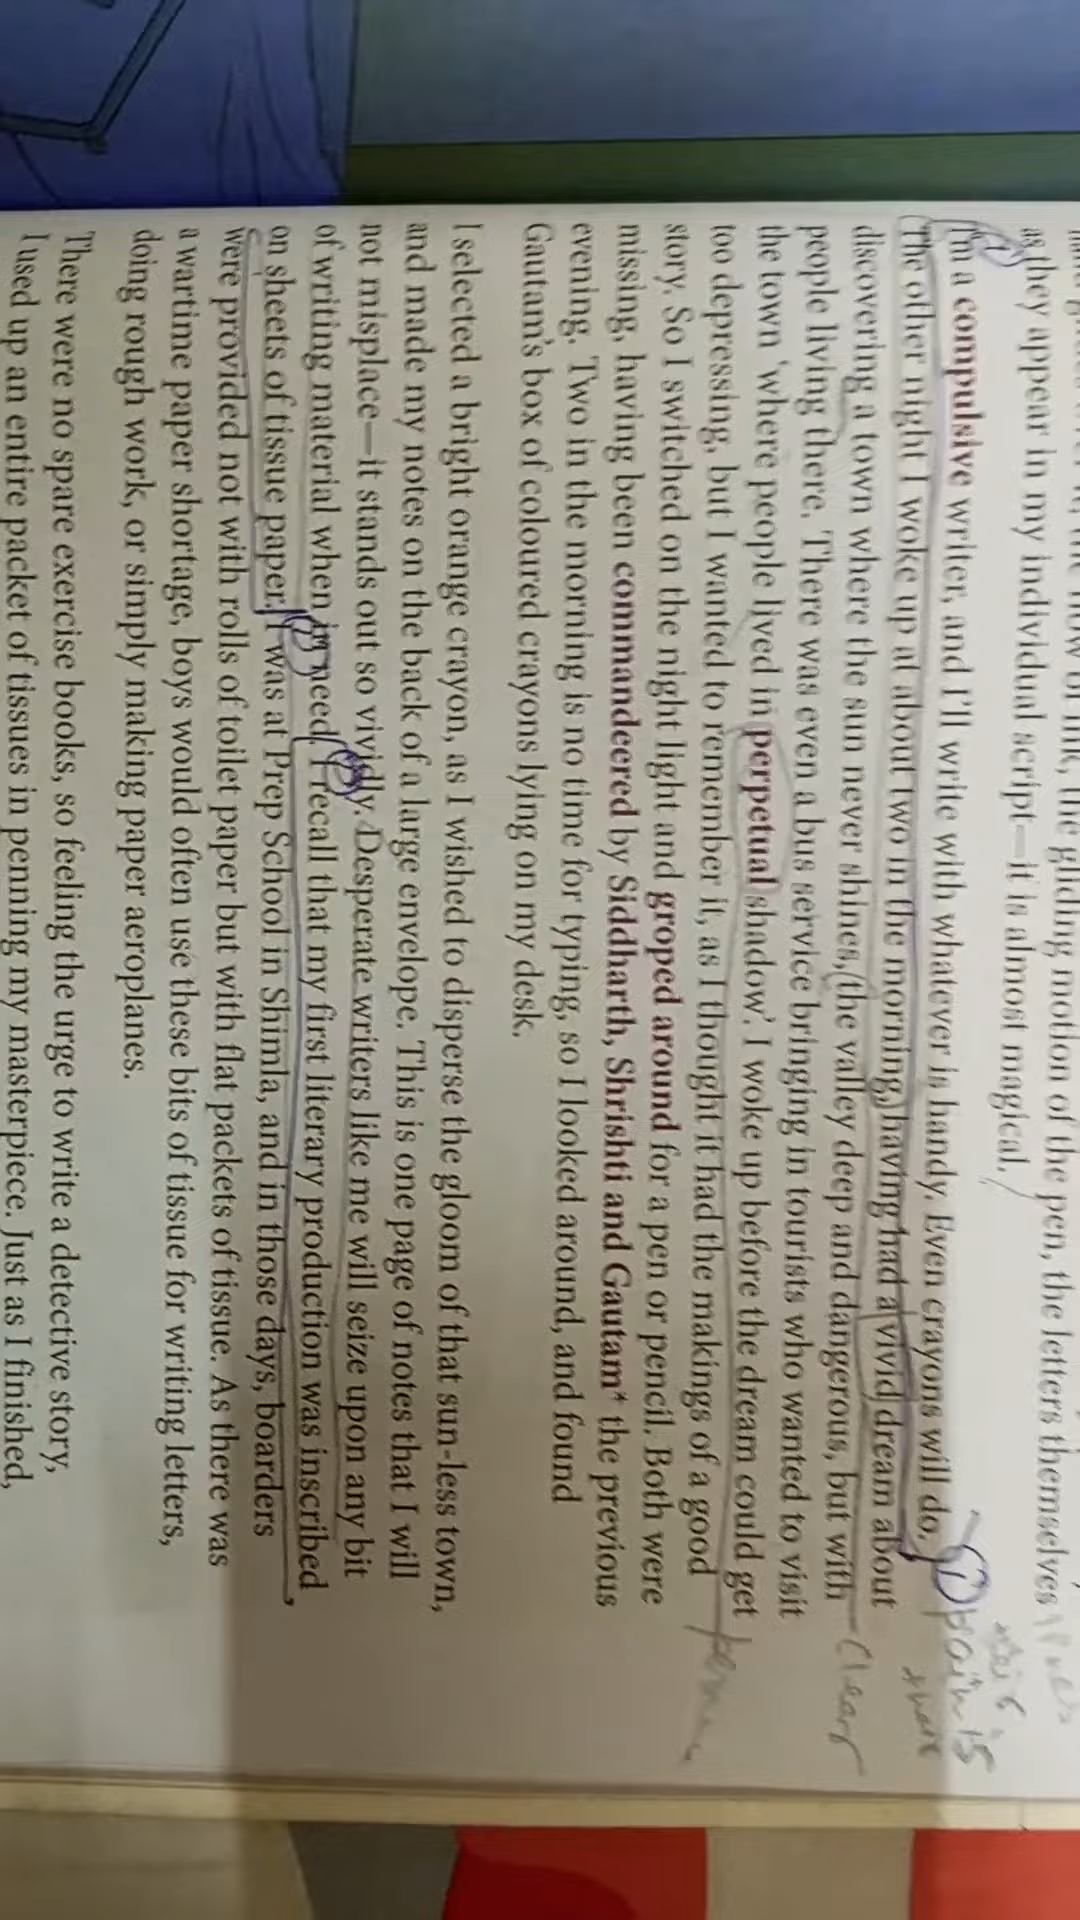 the gliding motion of the pen, the letters themselves
as they appear in my individual script—it is almost magical.
I'm a compulsive writer, and I'll write with whatever is handy. Even crayons will do.
The other night I woke up at about two in the morning, having had a vivid dream about
discovering a town where the sun never shines, (the valley deep and dangerous, but with
people living there. There was even a bus service bringing in tourists who wanted to visit
the town 'where people lived in perpetual shadow'. I woke up before the dream could get
too depressing, but I wanted to remember it, as I thought it had the makings of a good
story. So I switched on the night light and groped around for a pen or pencil. Both were
missing, having been commandeered by Siddharth, Shrishti and Gautam* the previous
evening. Two in the morning is no time for typing, so I looked around, and found
Gautam's box of coloured crayons lying on my desk.
I selected a bright orange crayon, as I wished to disperse the gloom of that sun-less town,
and made my notes on the back of a large envelope. This is one page of notes that I will
not misplace—it stands out so vividly. Desperate writers like me will seize upon any bit
of writing material when in need. I recall that my first literary production was inscribed
on sheets of tissue paper. I was at Prep School in Shimla, and in those days, boarders
were provided not with rolls of toilet paper but with flat packets of tissue. As there was
a wartime paper shortage, boys would often use these bits of tissue for writing letters,
doing rough work, or simply making paper aeroplanes.
There were no spare exercise books, so feeling the urge to write a detective story,
I used up an entire packet of tissues in penning my masterpiece. Just as I finished,